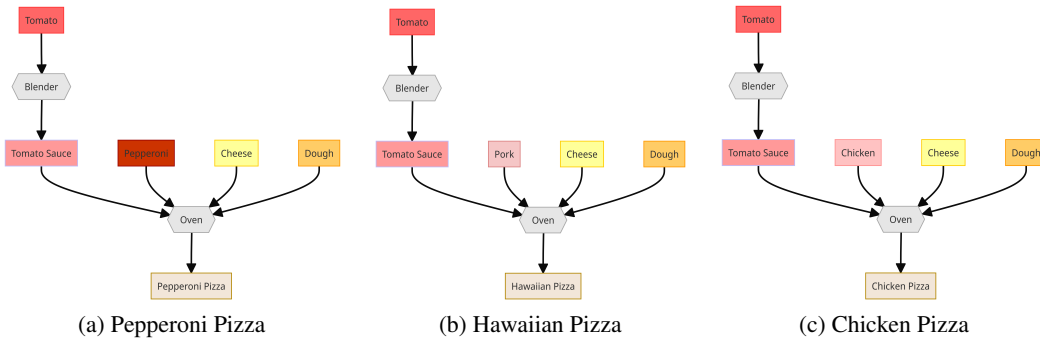 Tomato
Blender
Tomato Sauce
Pepperoni
Cheese
Dough
Oven
Pepperoni Pizza
(a) Pepperoni Pizza
Tomato
Blender
Tomato Sauce
Pork
Cheese
Dough
Oven
Hawaiian Pizza
(b) Hawaiian Pizza
Tomato
Blender
Tomato Sauce
Chicken
Cheese
Dough
Oven
Chicken Pizza
(c) Chicken Pizza